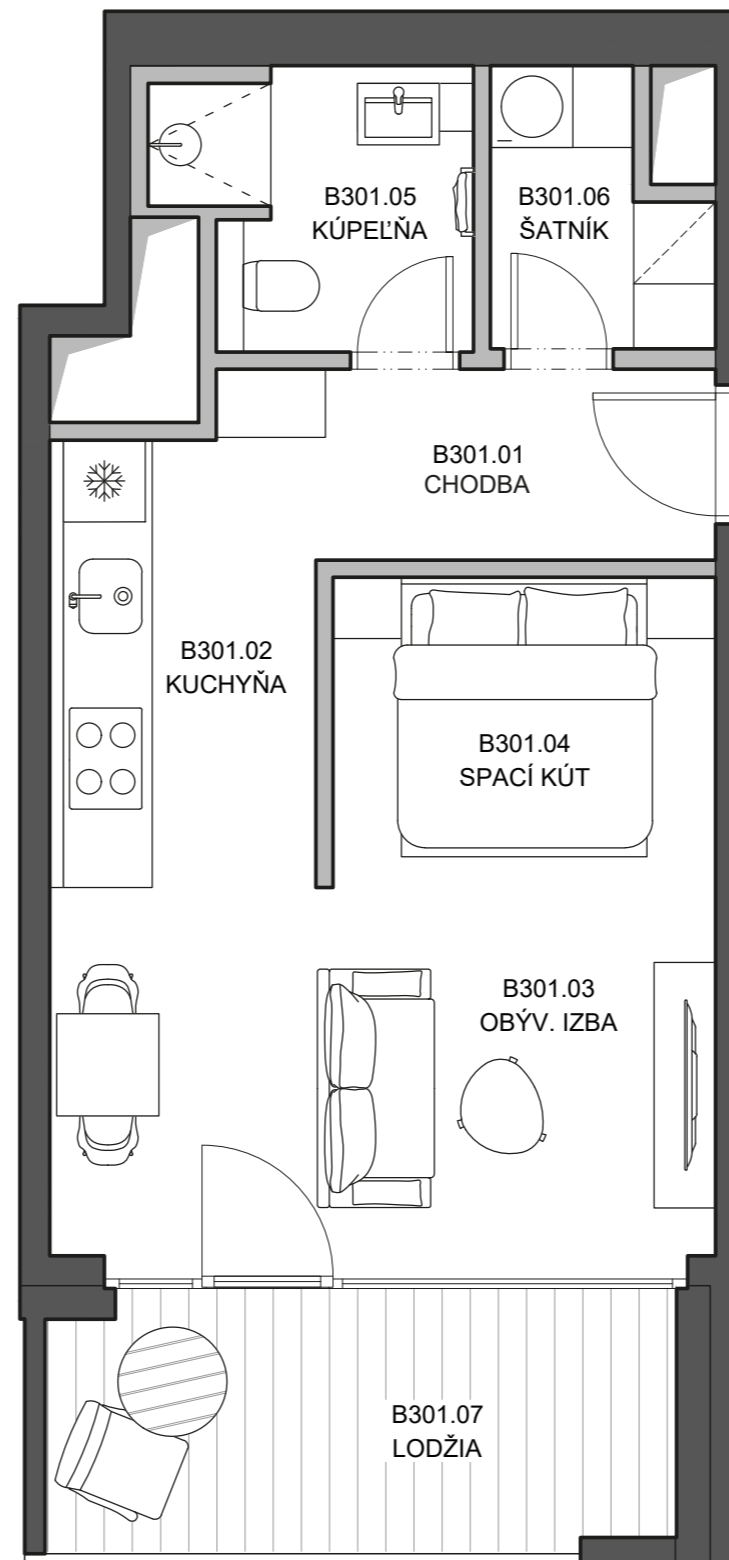 B301.05
KÚPEĽŇA
B301.06
ŠATNÍK
B301.01
CHODBA
B301.02
KUCHYŇA
B301.04
SPACÍ KÚT
B301.03
OBÝV. IZBA
B301.07
LODŽIA